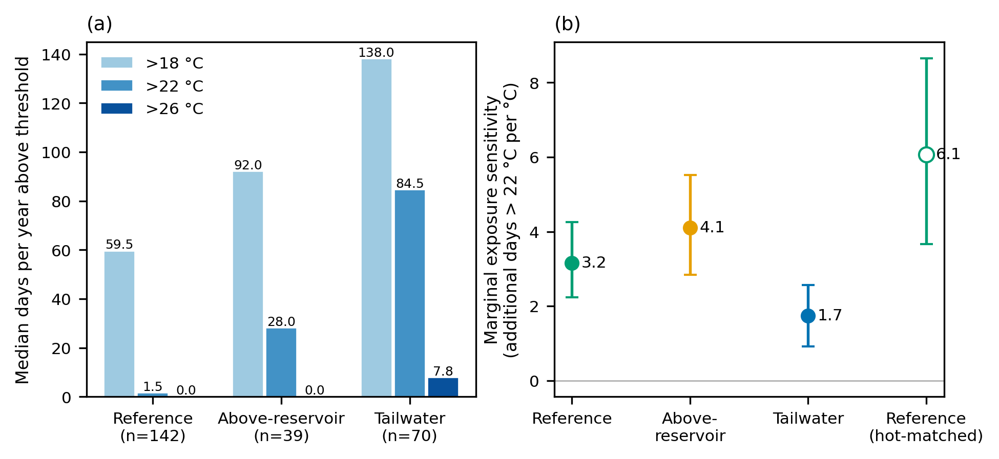 (a)
Median days per year above threshold
140
120
100
80
60
40
20
0
>18 °C
>22 °C
>26 °C
59.5
1.5
0.0
92.0
28.0
0.0
138.0
84.5
7.8
Reference
(n=142)
Above-reservoir
(n=39)
Tailwater
(n=70)
(b)
Marginal exposure sensitivity
(additional days > 22 °C per °C)
8
6
4
2
0
3.2
4.1
1.7
6.1
Reference
Above-
reservoir
Tailwater
Reference
(hot-matched)